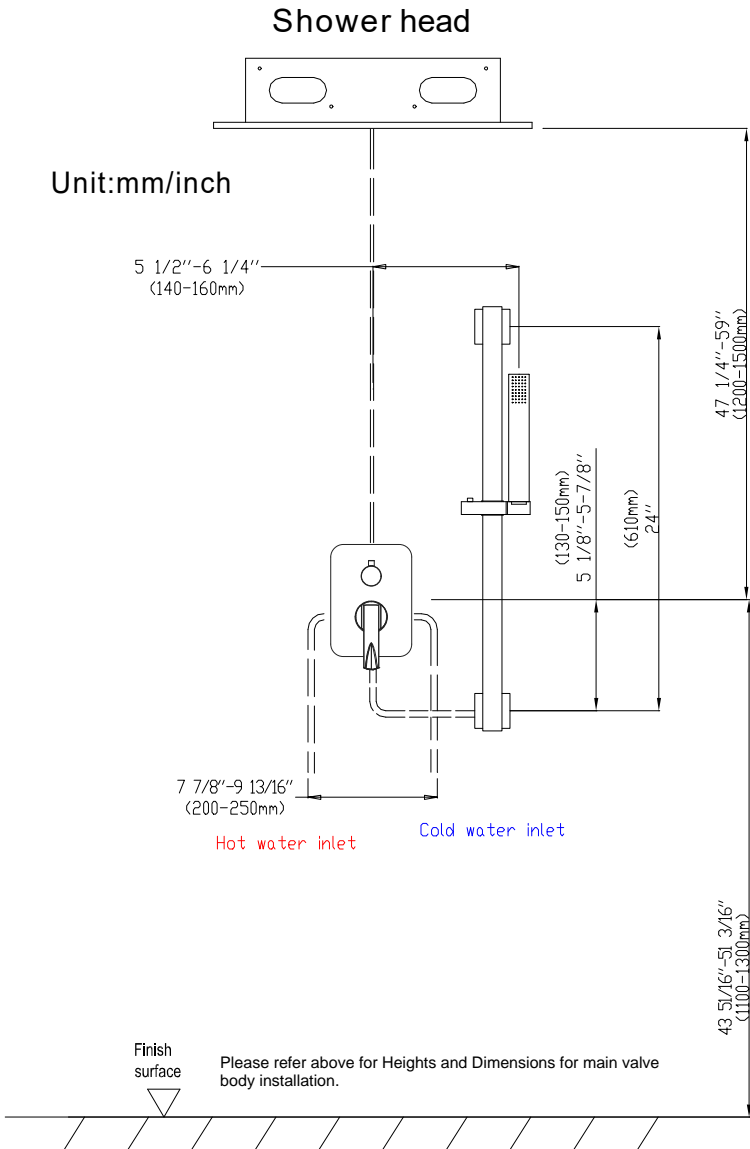 Shower head
Unit:mm/inch
5 1/2''-6 1/4''
(140-160mm)
47 1/4''-59''
(1200-1500mm)
(130-150mm)
5 1/8''-5-7/8''
(610mm)
24''
7 7/8''-9 13/16''
(200-250mm)
Hot water inlet
Cold water inlet
43 51/16''-51 3/16''
(1100-1300mm)
Finish
surface
Please refer above for Heights and Dimensions for main valve
body installation.